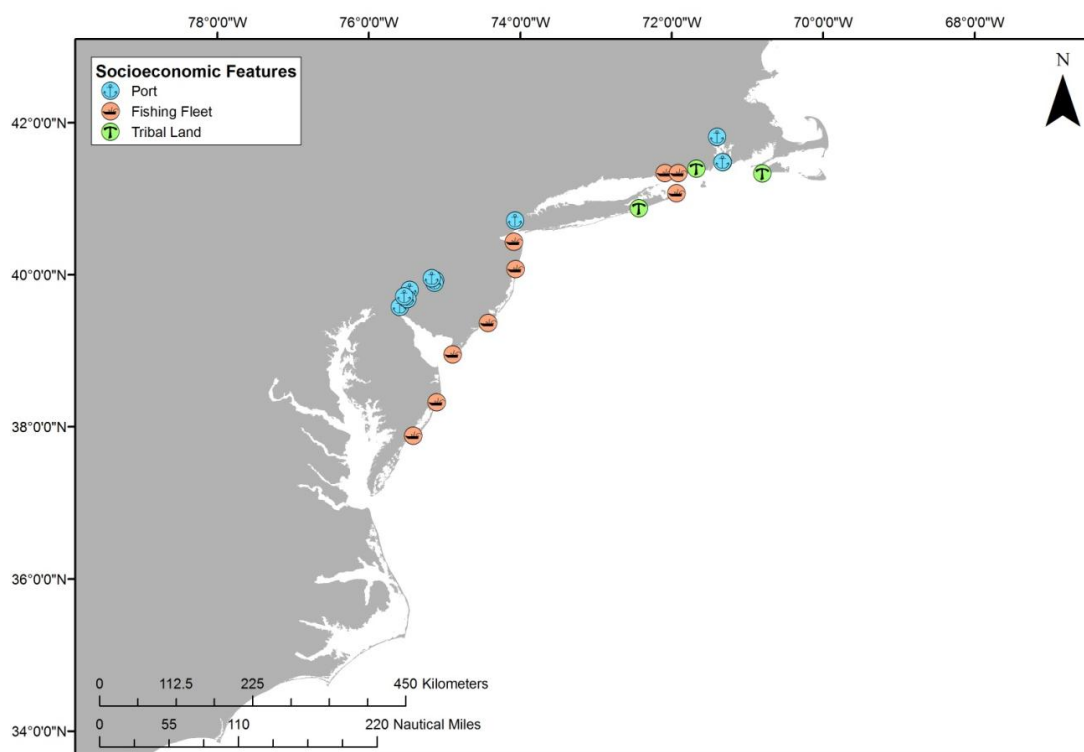 78°0'0"W 76°0'0"W 74°0'0"W 72°0'0"W 70°0'0"W 68°0'0"W
N
Socioeconomic Features
Port
Fishing Fleet
Tribal Land
42°0'0"N
40°0'0"N
38°0'0"N
36°0'0"N
34°0'0"N
0 112.5 225 450 Kilometers
0 55 110 220 Nautical Miles